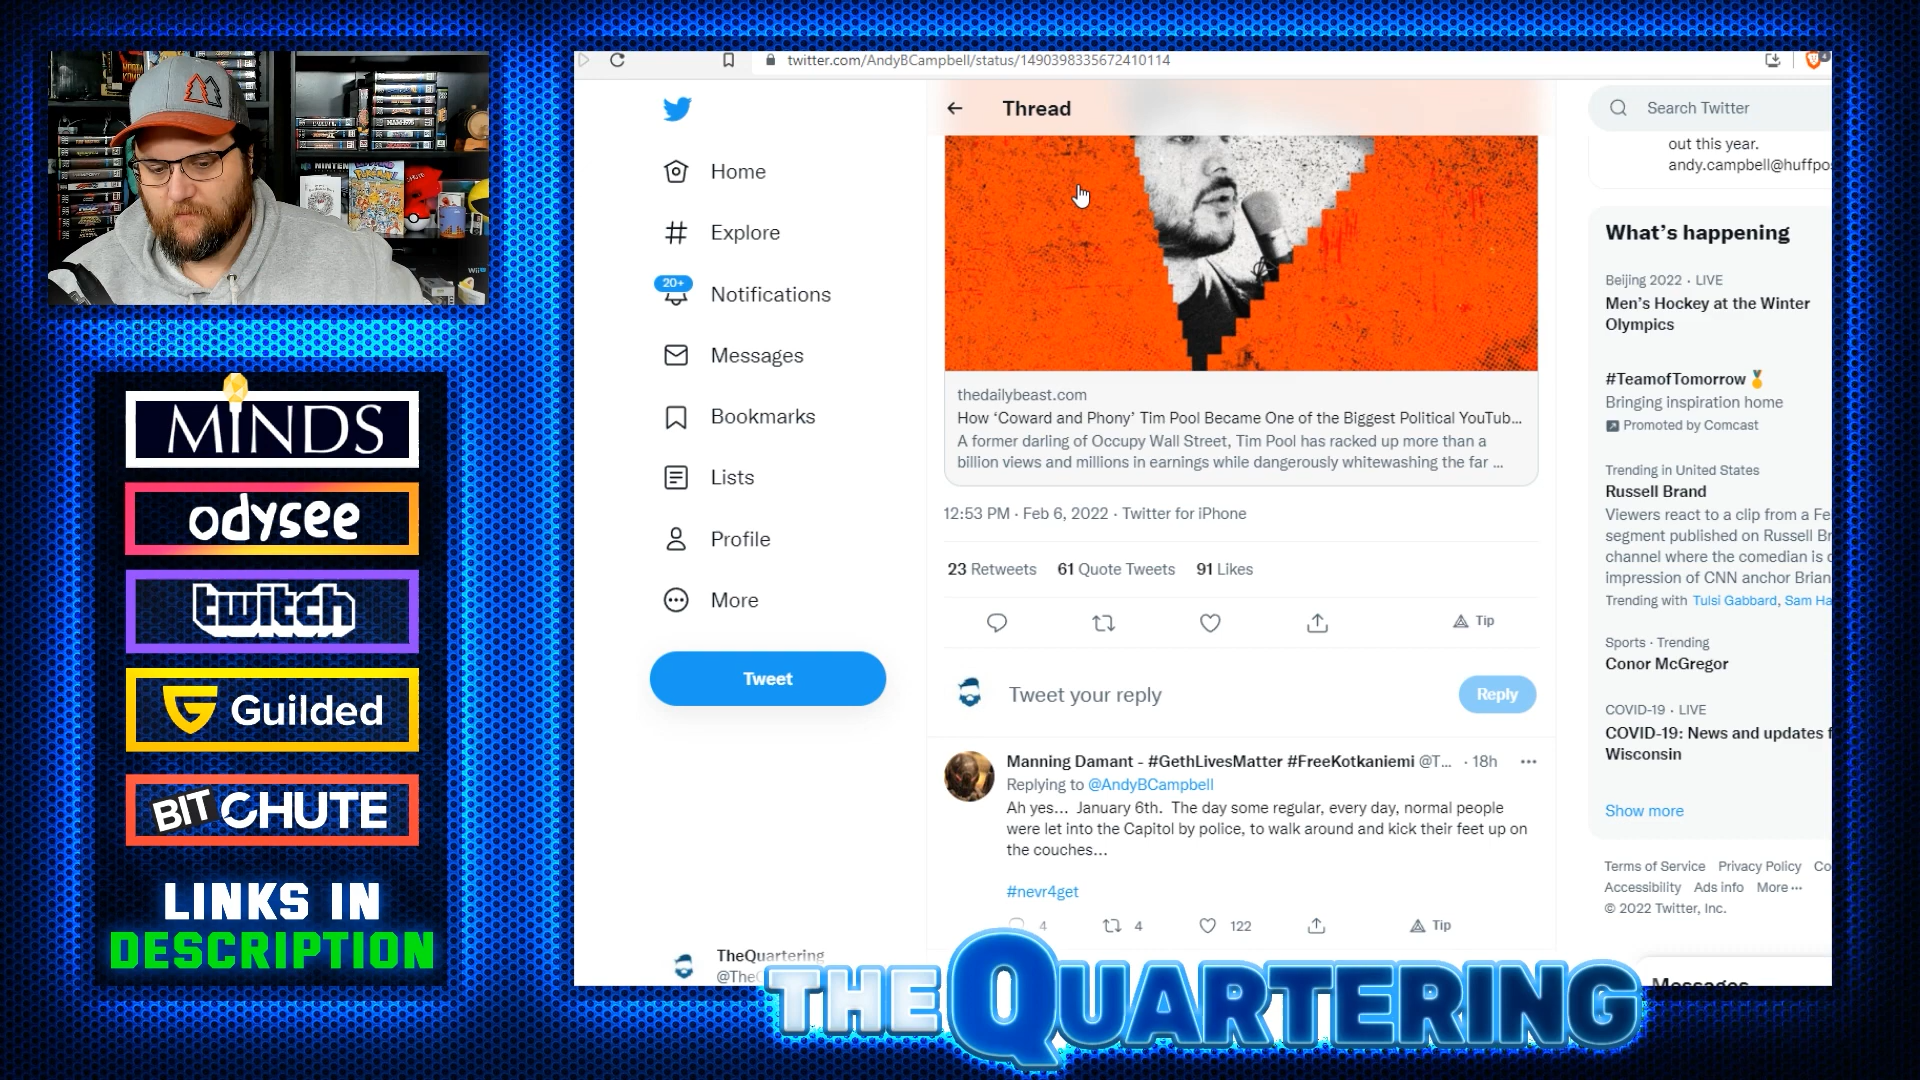 MINDS
odysee
twitch
Guilded
BITCHUTE
LINKS IN
DESCRIPTION
twitter.com/AndyBCampbell/status/1490398335672410114
Home
Explore
20+
Notifications
Messages
Bookmarks
Lists
Profile
More
Tweet
TheQuartering
Thread
thedailybeast.com
How ‘Coward and Phony’ Tim Pool Became One of the Biggest Political YouTub...
A former darling of Occupy Wall Street, Tim Pool has racked up more than a
billion views and millions in earnings while dangerously whitewashing the far ...
12:53 PM · Feb 6, 2022 · Twitter for iPhone
23 Retweets 61 Quote Tweets 91 Likes
Tip
Tweet your reply
Reply
Manning Damant - #GethLivesMatter #FreeKotkaniemi @T... · 18h
Replying to @AndyBCampbell
Ah yes... January 6th. The day some regular, every day, normal people
were let into the Capitol by police, to walk around and kick their feet up on
the couches...
#nevr4get
4 4 122 Tip
Search Twitter
out this year.
andy.campbell@huffpo
What’s happening
Beijing 2022 · LIVE
Men’s Hockey at the Winter
Olympics
#TeamofTomorrow
Bringing inspiration home
Promoted by Comcast
Trending in United States
Russell Brand
Viewers react to a clip from a Fe
segment published on Russell Br
channel where the comedian is
impression of CNN anchor Brian
Trending with Tulsi Gabbard, Sam Ha
Sports · Trending
Conor McGregor
COVID-19 · LIVE
COVID-19: News and updates f
Wisconsin
Show more
Terms of Service Privacy Policy Co
Accessibility Ads info More ···
© 2022 Twitter, Inc.
Messages
THE QUARTERING